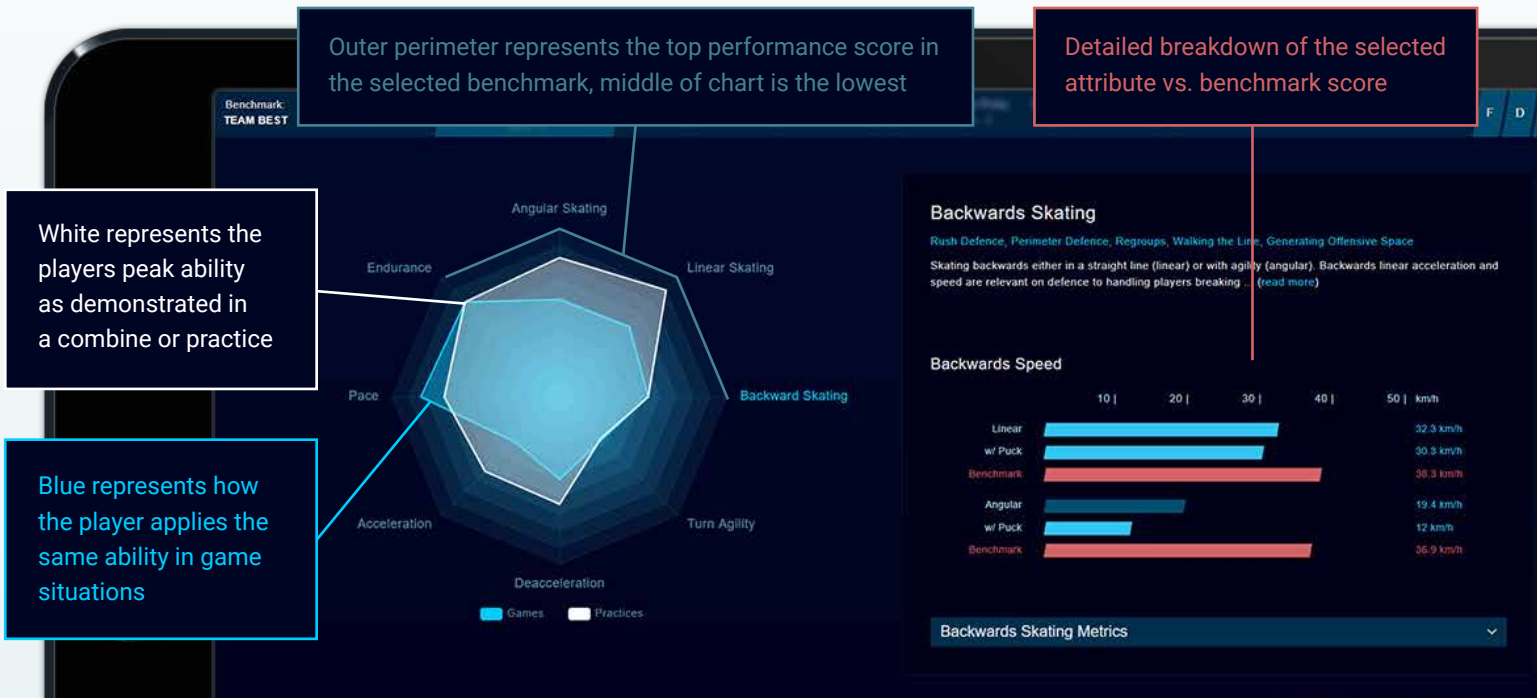 Outer perimeter represents the top performance score in
the selected benchmark, middle of chart is the lowest
Detailed breakdown of the selected
attribute vs. benchmark score
Benchmark:
TEAM BEST
F D
White represents the
players peak ability
as demonstrated in
a combine or practice
Blue represents how
the player applies the
same ability in game
situations
Angular Skating
Endurance
Linear Skating
Pace
Backward Skating
Acceleration
Turn Agility
Deacceleration
Games Practices
Backwards Skating
Rush Defence, Perimeter Defence, Regroups, Walking the Line, Generating Offensive Space
Skating backwards either in a straight line (linear) or with agility (angular). Backwards linear acceleration and
speed are relevant on defence to handling players breaking ... (read more)
Backwards Speed
10 | 20 | 30 | 40 | 50 | km/h
Linear 32.3 km/h
w/ Puck 30.3 km/h
Benchmark 38.3 km/h
Angular 19.4 km/h
w/ Puck 12 km/h
Benchmark 36.9 km/h
Backwards Skating Metrics